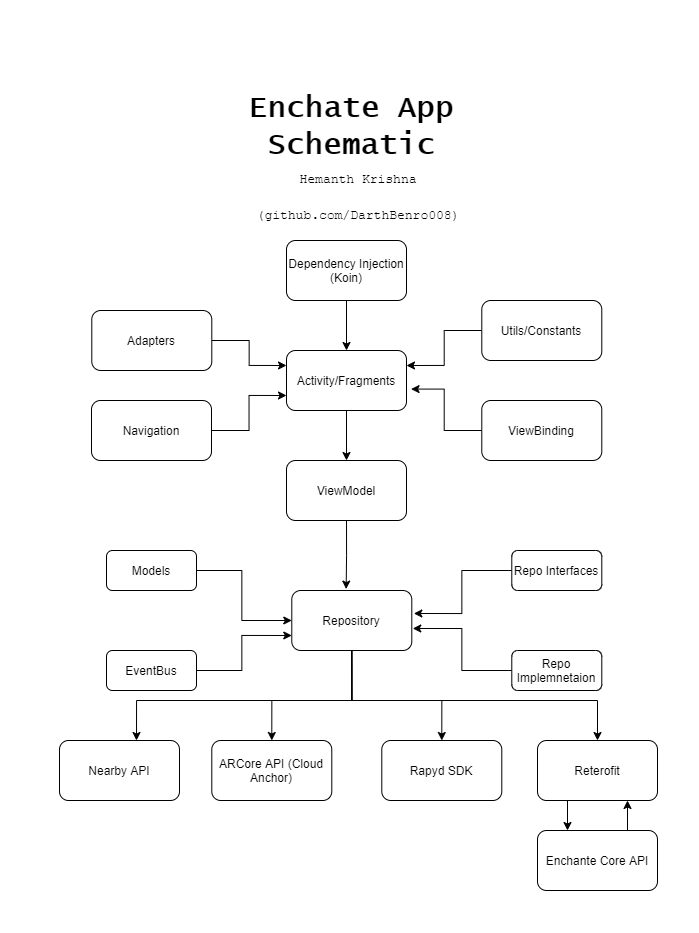 Enchate App
Schematic
Hemanth Krishna
(github.com/DarthBenro008)
Dependency Injection
(Koin)
Adapters
Utils/Constants
Activity/Fragments
Navigation
ViewBinding
ViewModel
Models
Repo Interfaces
Repository
EventBus
Repo
Implemnetaion
Nearby API
ARCore API (Cloud
Anchor)
Rapyd SDK
Reterofit
Enchante Core API